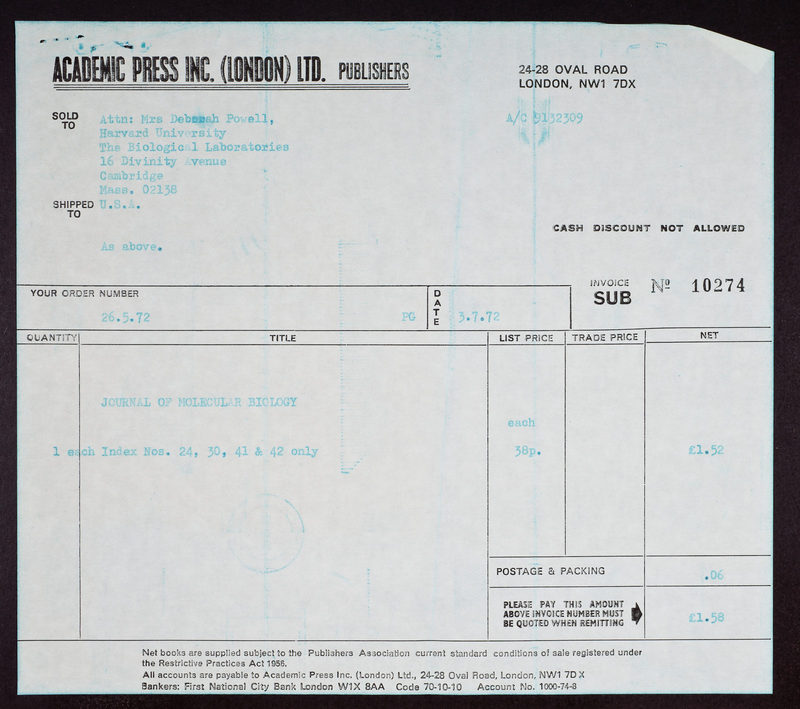 ACADEMIC PRESS INC. (LONDON) LTD. PUBLISHERS
24-28 OVAL ROAD
LONDON, NW1 7DX
SOLD TO
Attn: Mrs Deborah Powell,
Harvard University
The Biological Laboratories
16 Divinity Avenue
Cambridge
Mass. 02138
U.S.A.
A/C 9132309
SHIPPED TO
As above.
CASH DISCOUNT NOT ALLOWED
YOUR ORDER NUMBER
26.5.72 PG
DATE
3.7.72
INVOICE
SUB
Nº 10274
QUANTITY TITLE LIST PRICE TRADE PRICE NET
JOURNAL OF MOLECULAR BIOLOGY
each
1 each Index Nos. 24, 30, 41 & 42 only 38p. £1.52
POSTAGE & PACKING .06
PLEASE PAY THIS AMOUNT
ABOVE INVOICE NUMBER MUST
BE QUOTED WHEN REMITTING
£1.58
Net books are supplied subject to the Publishers Association current standard conditions of sale registered under
the Restrictive Practices Act 1956.
All accounts are payable to Academic Press Inc. (London) Ltd., 24-28 Oval Road, London, NW1 7DX
Bankers: First National City Bank London W1X 8AA Code 70-10-10 Account No. 1000-74-8